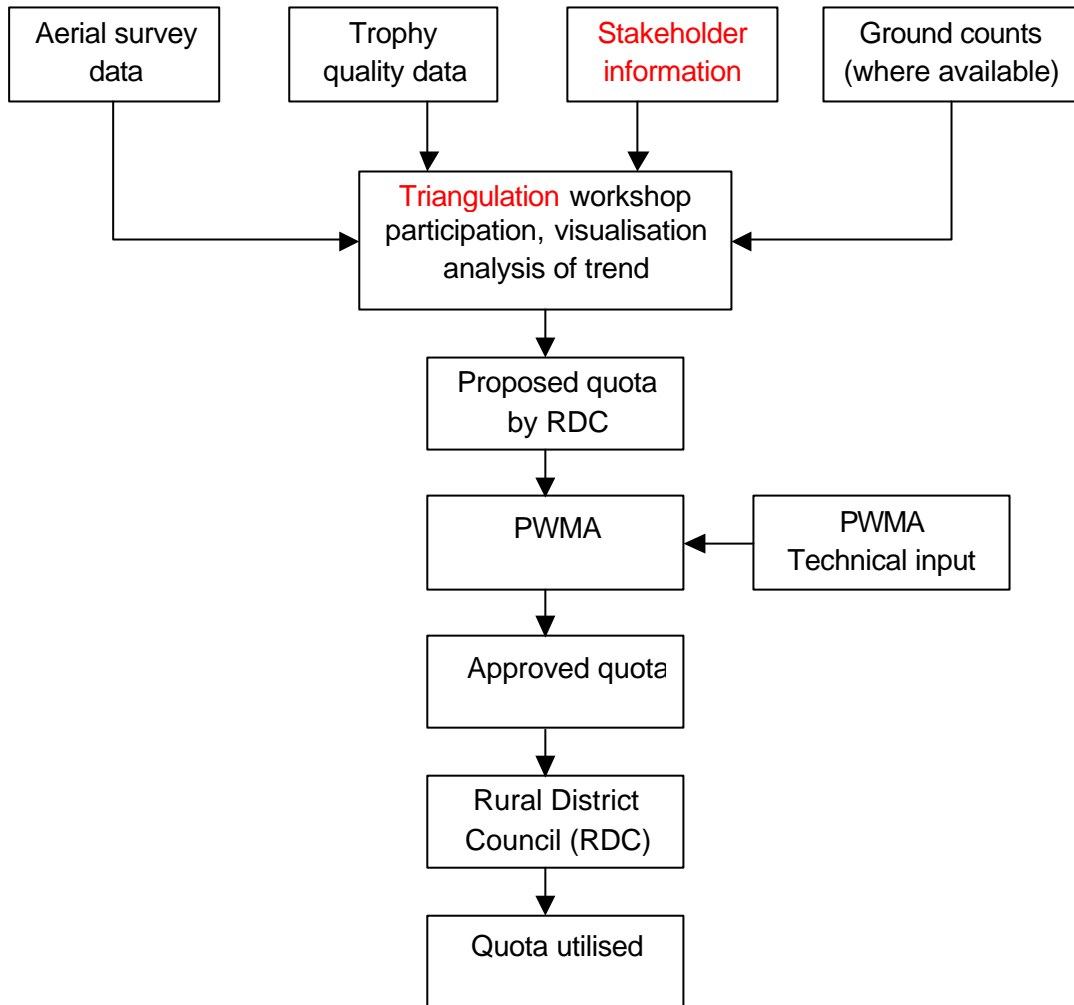 Aerial survey
data
Trophy
quality data
Stakeholder
information
Ground counts
(where available)
Triangulation workshop
participation, visualisation
analysis of trend
Proposed quota
by RDC
PWMA
PWMA
Technical input
Approved quota
Rural District
Council (RDC)
Quota utilised